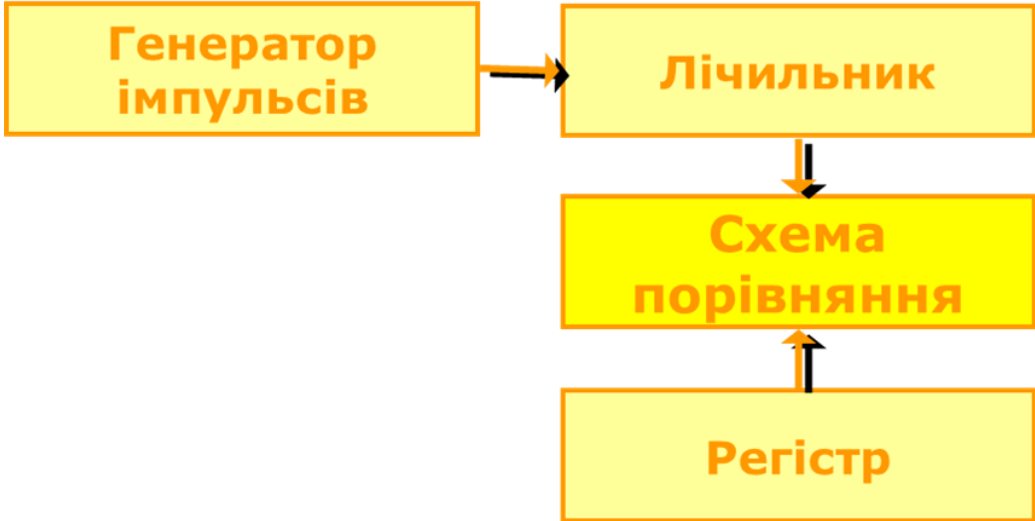 Генератор
імпульсів
Лічильник
Схема
порівняння
Регістр